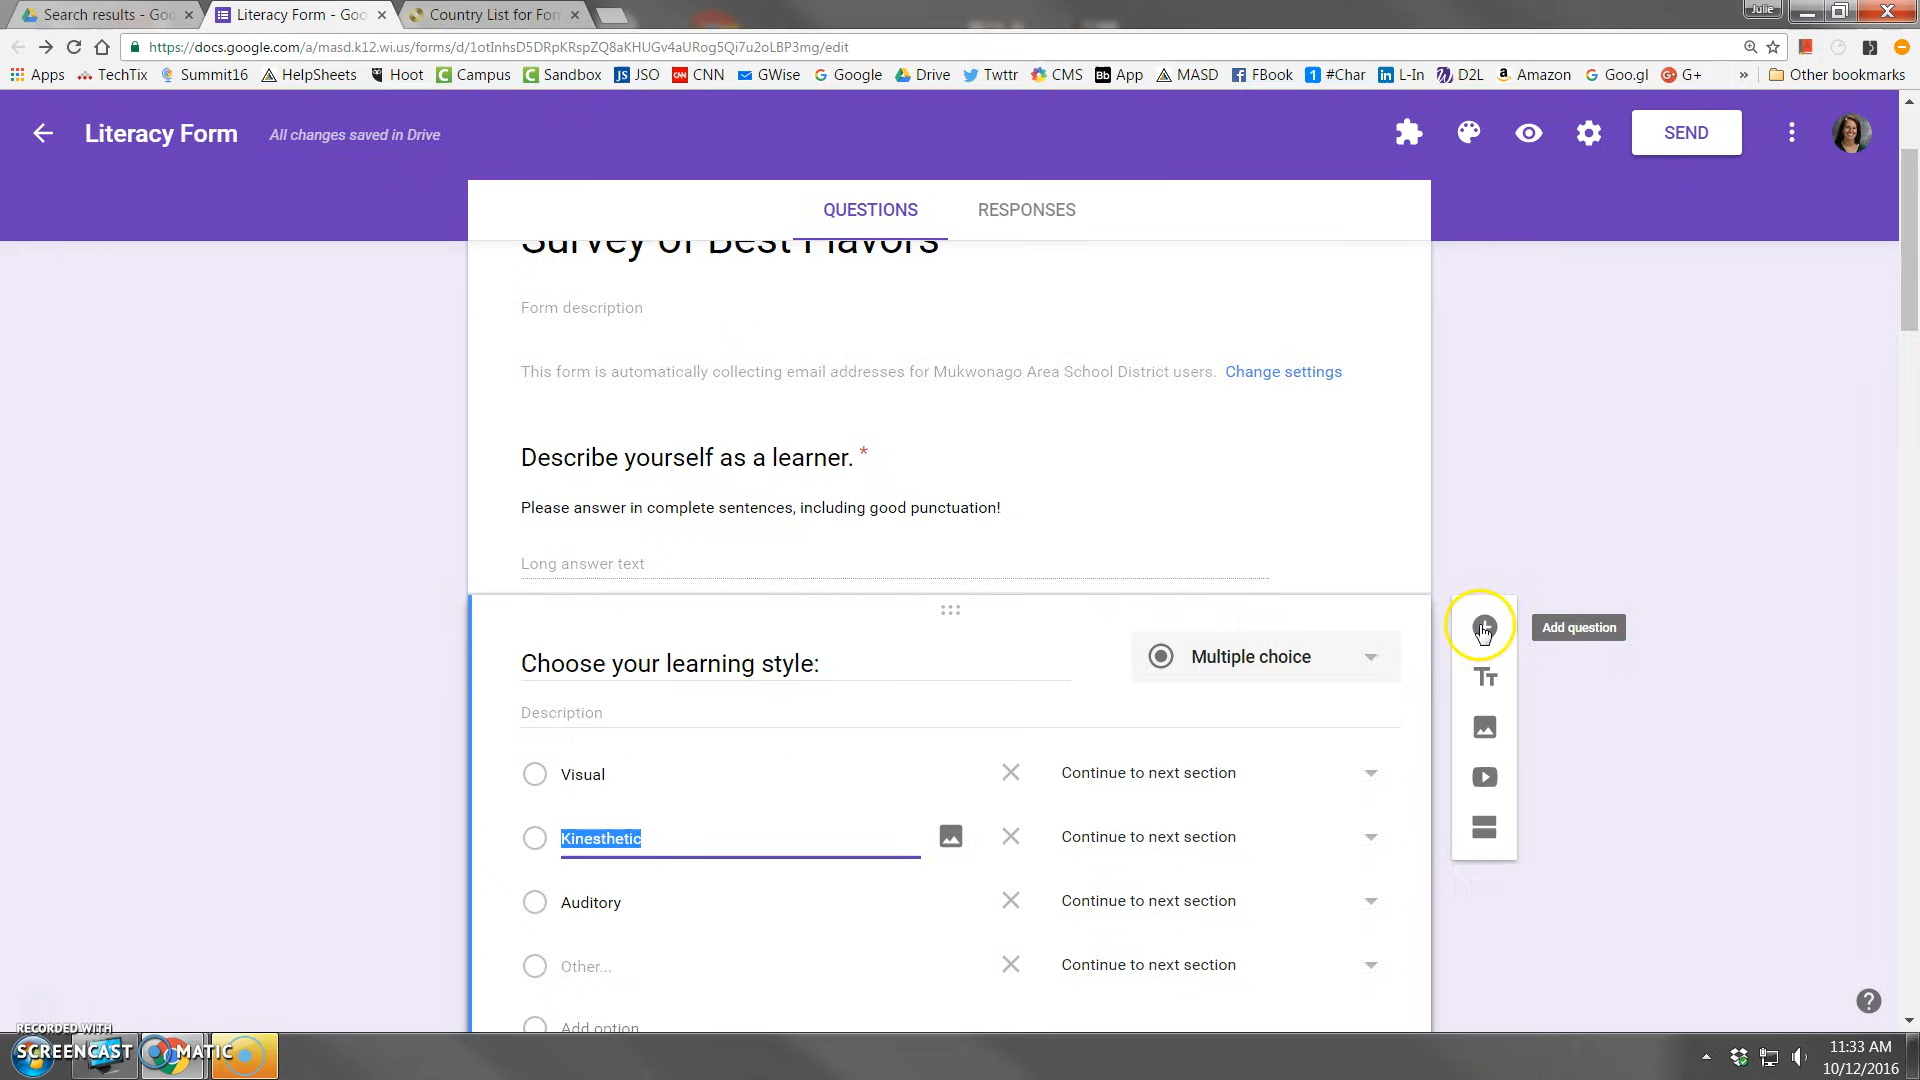 Search results - Goo
Literacy Form - Goo
Country List for For
Julie
https://docs.google.com/a/masd.k12.wi.us/forms/d/1otInhsD5DRpKRspZQ8aKHUGv4aURog5Qi7u2oLBP3mg/edit
Apps TechTix Summit16 HelpSheets Hoot Campus Sandbox JS JSO CNN CNN GWise Google Drive Twttr CMS Bb App MASD FBook 1 #Char in L-In D2L Amazon Goo.gl G+ » Other bookmarks
Literacy Form All changes saved in Drive
SEND
QUESTIONS RESPONSES
Survey of Best Flavors
Form description
This form is automatically collecting email addresses for Mukwonago Area School District users. Change settings
Describe yourself as a learner. *
Please answer in complete sentences, including good punctuation!
Long answer text
Add question
Choose your learning style:
Multiple choice
Tт
Description
Visual Continue to next section
Kinesthetic Continue to next section
Auditory Continue to next section
Other... Continue to next section
Add option
RECORDED WITH
SCREENCAST MATIC
11:33 AM
10/12/2016